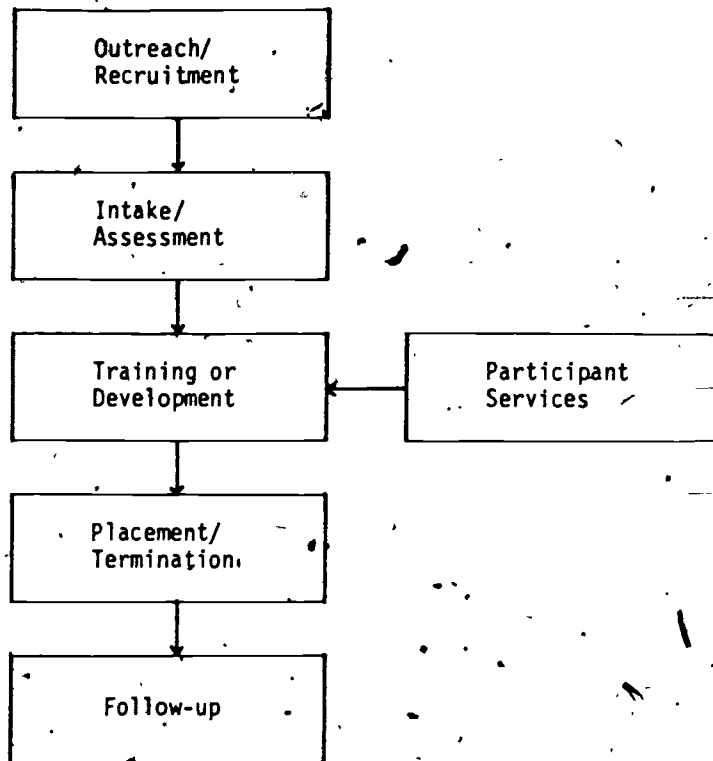 Outreach/
Recruitment
Intake/
Assessment
Training or
Development
Participant
Services
Placement/
Termination
Follow-up